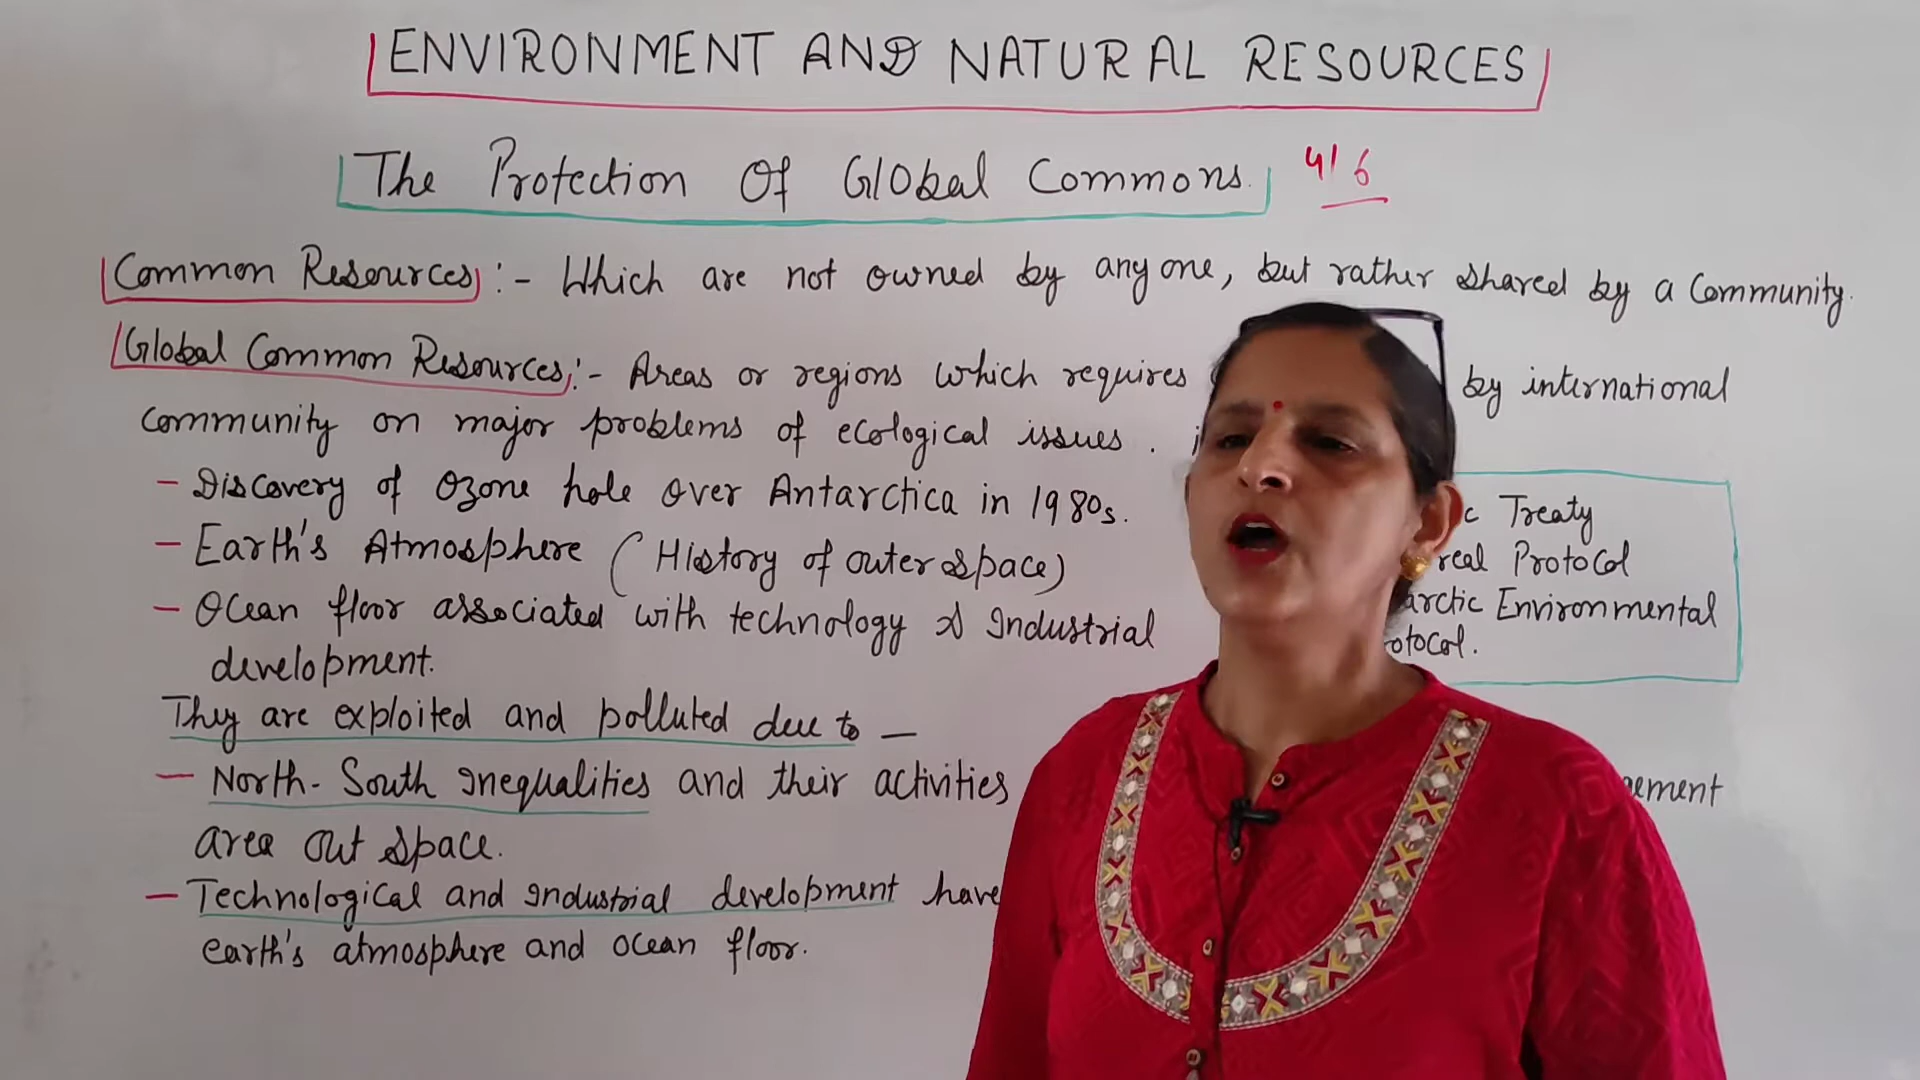 ENVIRONMENT AND NATURAL RESOURCES
The Protection Of Global Commons.
4/6
Common Resources :- Which are not owned by any one, but rather shared by a Community.
Global Common Resources :- Areas or regions which requires by international
community on major problems of ecological issues.
- Discovery of Ozone hole over Antarctica in 1980s.
- Earth's Atmosphere (History of outer space)
- Ocean floor associated with technology & Industrial
development.
Treaty
Protocol
Environmental
They are exploited and polluted due to -
- North-South Inequalities and their activities
area out space.
- Technological and Industrial development have
earth's atmosphere and ocean floor.